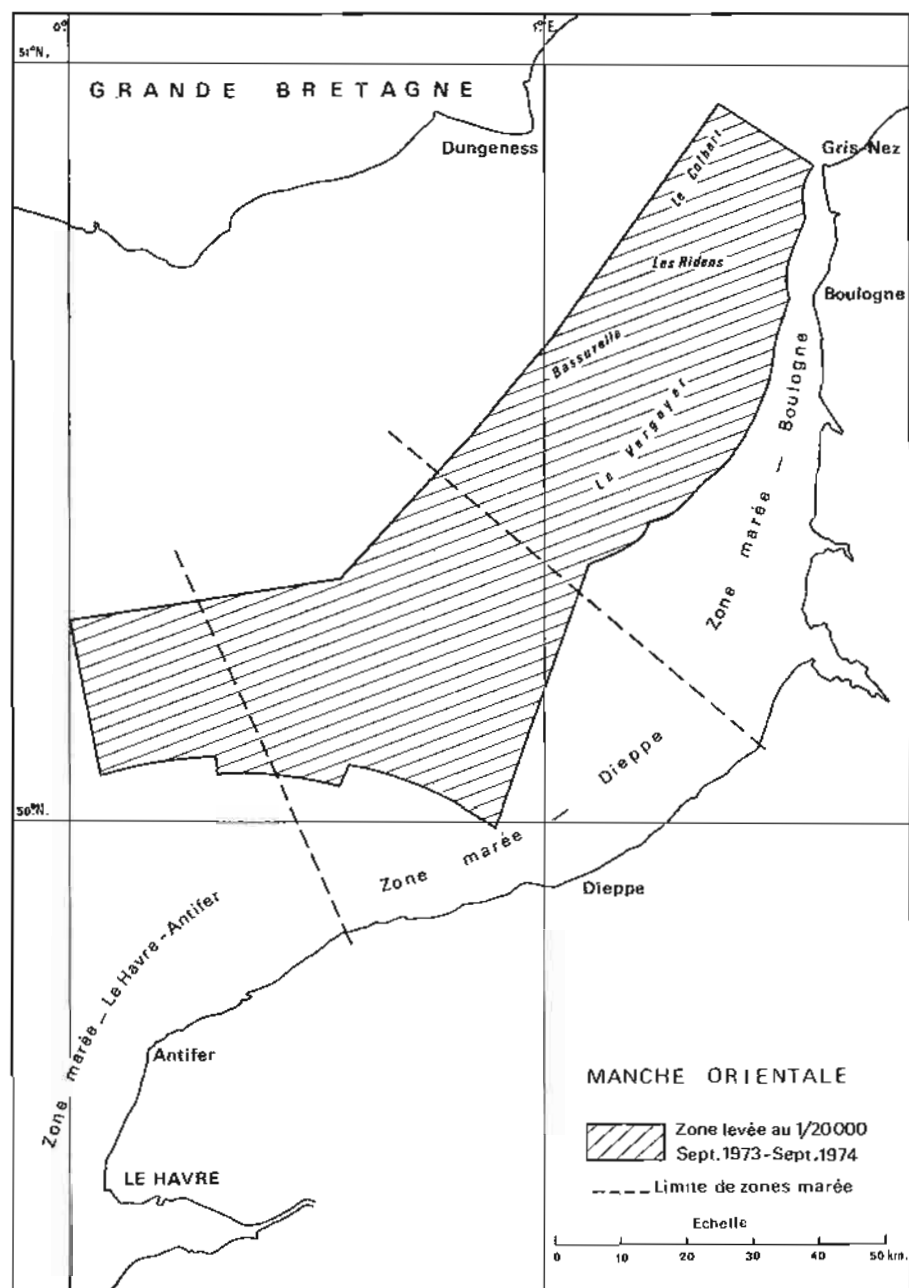 0°
1°E
51°N.
GRANDE BRETAGNE
Dungeness
Gris-Nez
Le Colbart
Les Ridens
Boulogne
Bassurelle
Le Vergoyer
Zone marée – Boulogne
Zone marée – Dieppe
50°N.
Dieppe
Zone marée – Le Havre-Antifer
Antifer
LE HAVRE
MANCHE ORIENTALE
Zone levée au 1/20000
Sept. 1973-Sept. 1974
Limite de zones marée
Echelle
0 10 20 30 40 50 km.